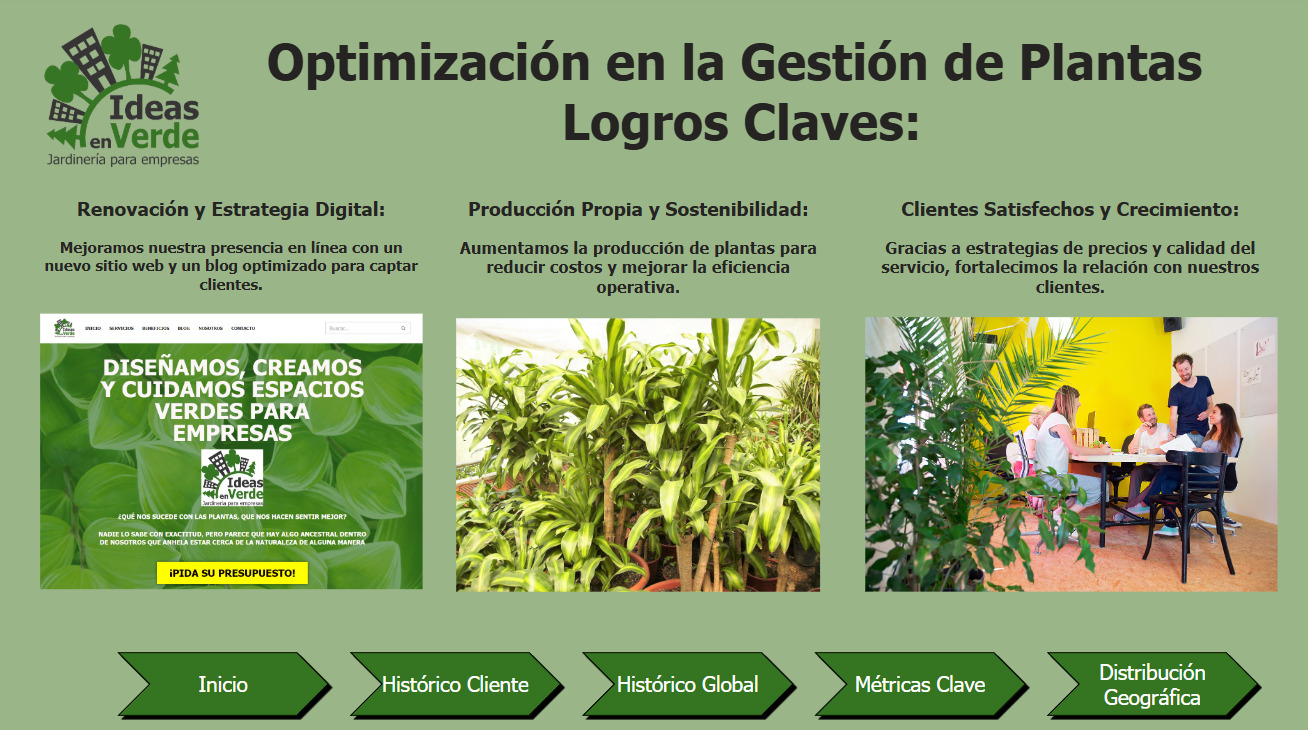 Ideas
en Verde
Jardinería para empresas
Optimización en la Gestión de Plantas
Logros Claves:
Renovación y Estrategia Digital:
Mejoramos nuestra presencia en línea con un
nuevo sitio web y un blog optimizado para captar
clientes.
Producción Propia y Sostenibilidad:
Aumentamos la producción de plantas para
reducir costos y mejorar la eficiencia
operativa.
Clientes Satisfechos y Crecimiento:
Gracias a estrategias de precios y calidad del
servicio, fortalecimos la relación con nuestros
clientes.
Ideas
en Verde
INICIO SERVICIOS BENEFICIOS BLOG NOSOTROS CONTACTO
Buscar...
DISEÑAMOS, CREAMOS
Y CUIDAMOS ESPACIOS
VERDES PARA
EMPRESAS
Ideas
en Verde
Jardinería para empresas
¿QUÉ NOS SUCEDE CON LAS PLANTAS, QUE NOS HACEN SENTIR MEJOR?
NADIE LO SABE CON EXACTITUD, PERO PARECE QUE HAY ALGO ANCESTRAL DENTRO
DE NOSOTROS QUE ANHELA ESTAR CERCA DE LA NATURALEZA DE ALGUNA MANERA
¡PIDA SU PRESUPUESTO!
Inicio
Histórico Cliente
Histórico Global
Métricas Clave
Distribución
Geográfica